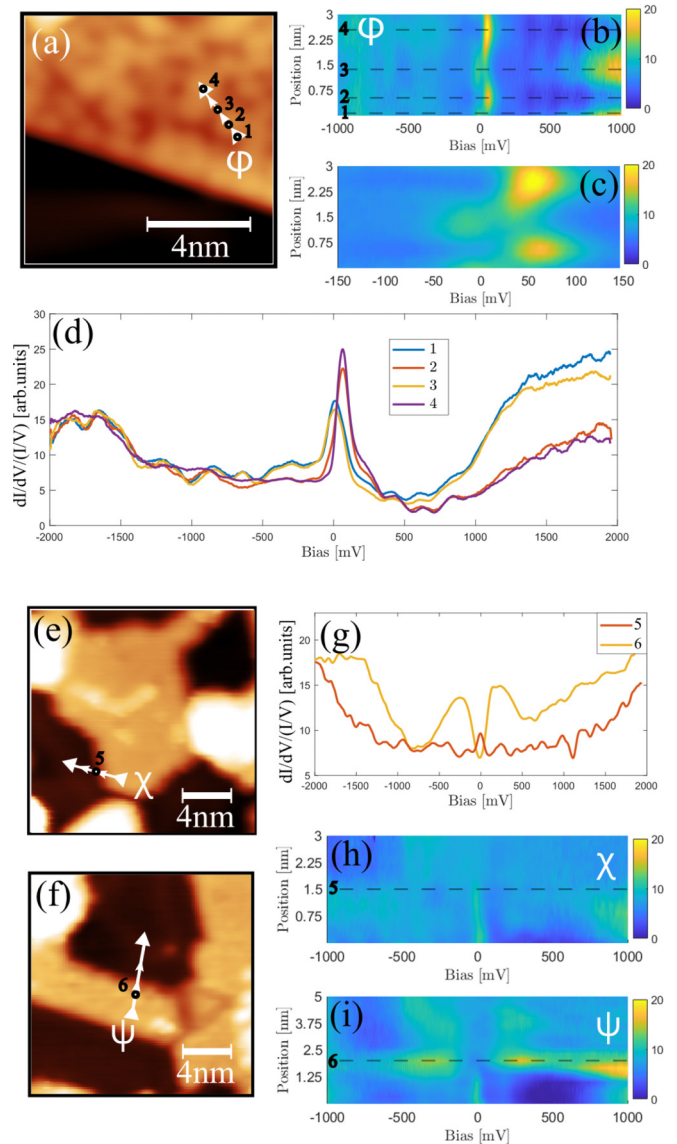 (a)
4
3
2
1
φ
4nm
φ
(b)
Position [nm]
3
2.25
1.5
0.75
4
3
2
1
-1000 -500 0 500 1000
Bias [mV]
20
10
0
(c)
Position [nm]
3
2.25
1.5
0.75
-150 -100 -50 0 50 100 150
Bias [mV]
20
10
0
(d)
dI/dV/(I/V) [arb.units]
30
25
20
15
10
5
0
1
2
3
4
-2000 -1500 -1000 -500 0 500 1000 1500 2000
Bias [mV]
(e)
5
χ
4nm
(g)
dI/dV/(I/V) [arb.units]
20
15
10
5
6
-2000 -1500 -1000 -500 0 500 1000 1500 2000
Bias [mV]
(f)
6
ψ
4nm
(h)
χ
Position [nm]
3
2.25
1.5
0.75
5
-1000 -500 0 500 1000
Bias [mV]
20
10
0
(i)
ψ
Position [nm]
5
3.75
2.5
1.25
6
-1000 -500 0 500 1000
Bias [mV]
20
10
0